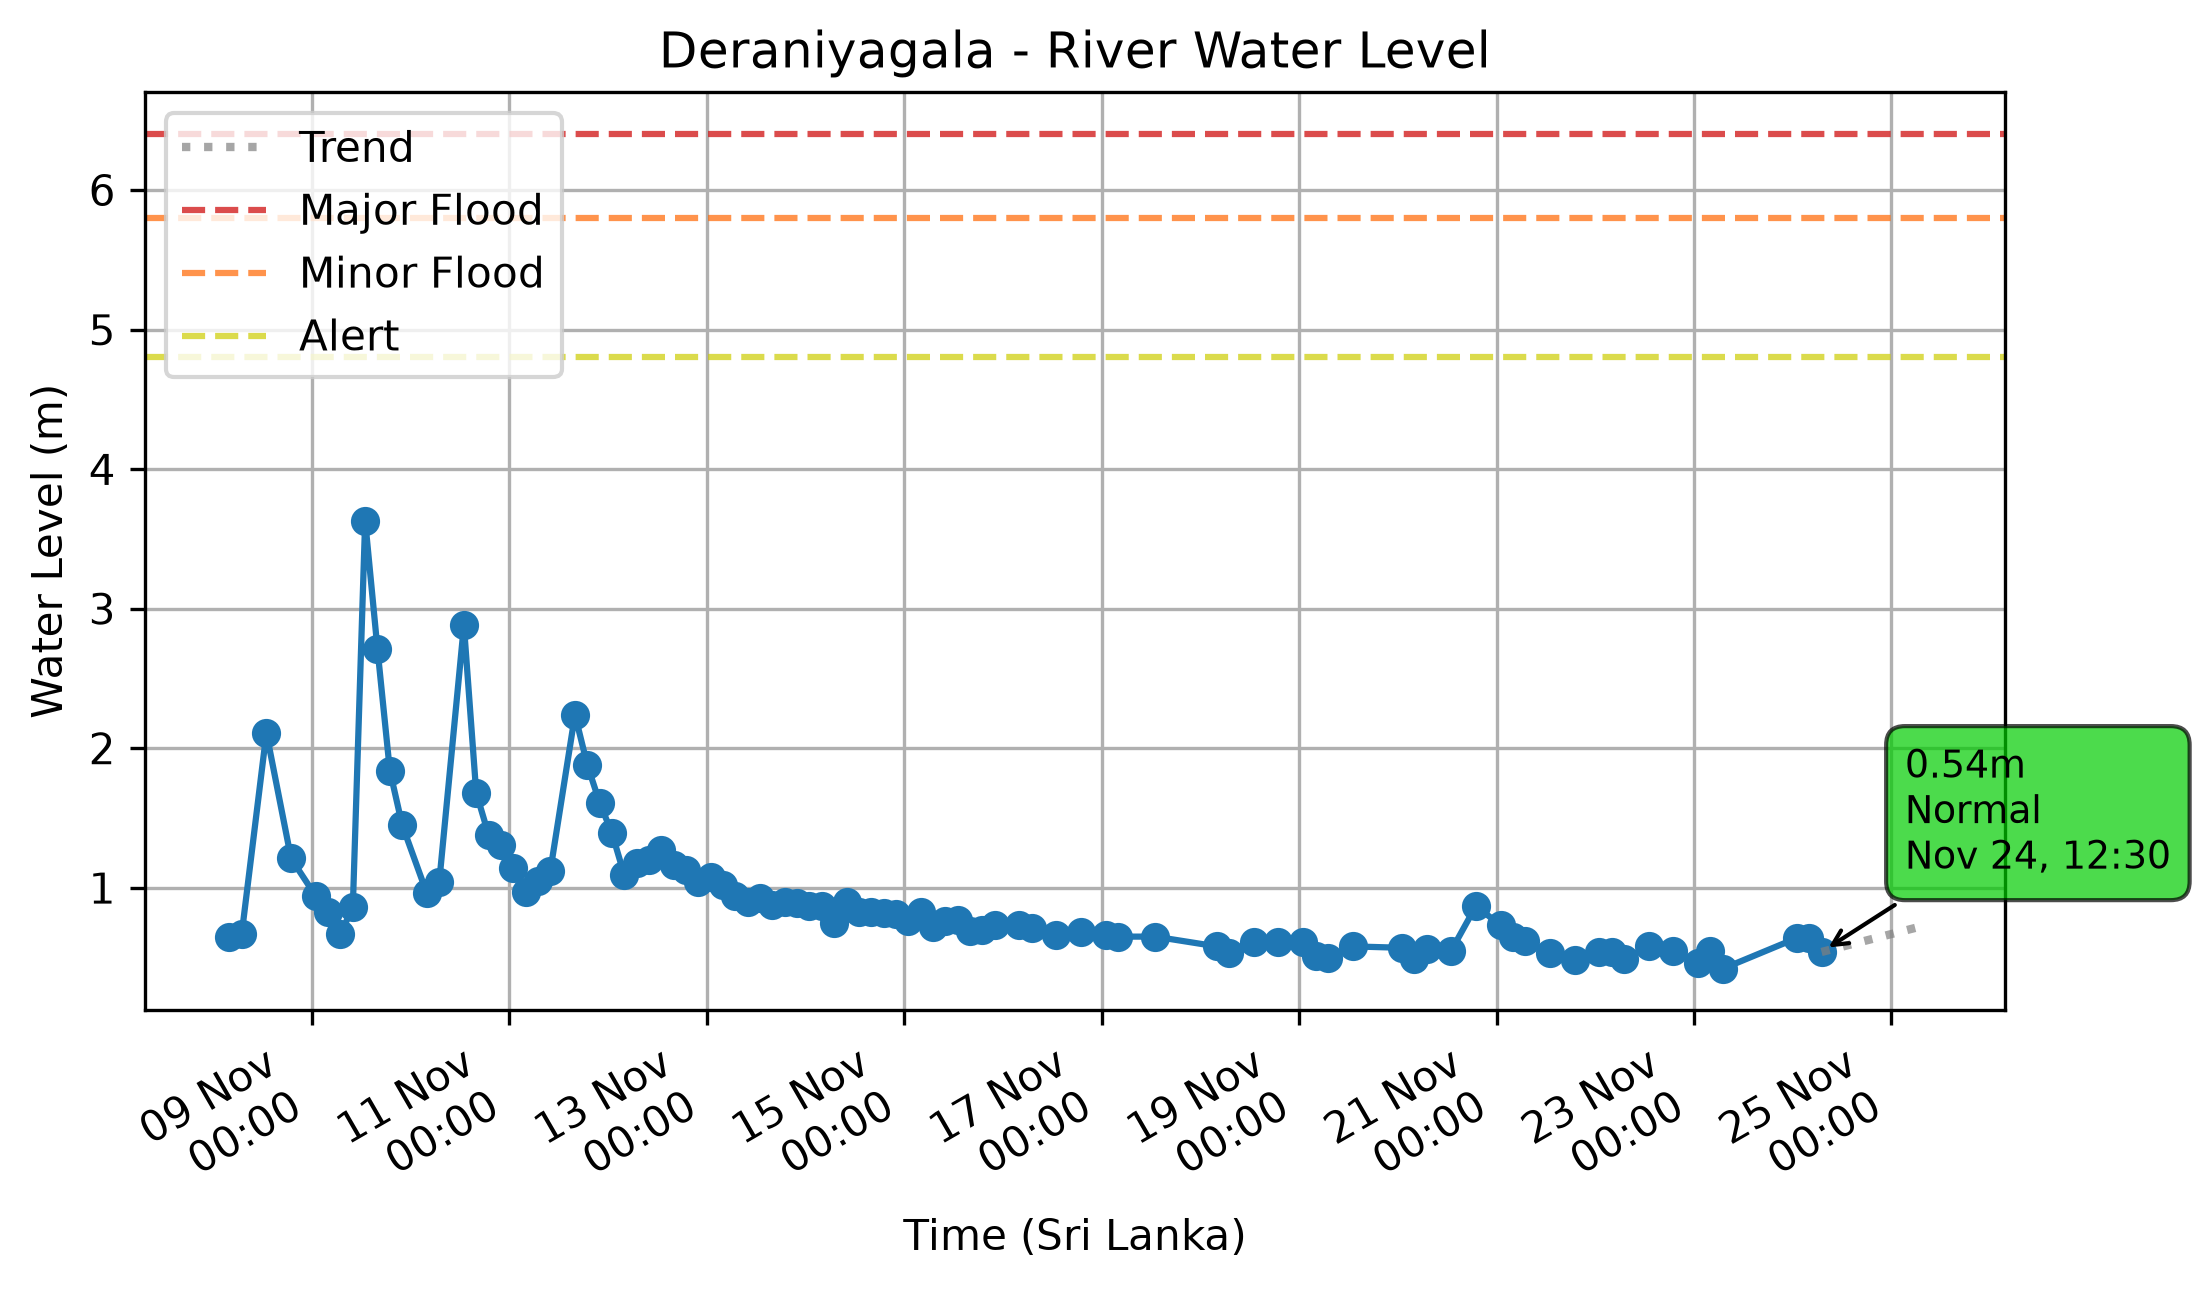 Deraniyagala - River Water Level
Trend
Major Flood
Minor Flood
Alert
6
5
4
3
2
1
Water Level (m)
0.54m
Normal
Nov 24, 12:30
09 Nov
00:00
11 Nov
00:00
13 Nov
00:00
15 Nov
00:00
17 Nov
00:00
19 Nov
00:00
21 Nov
00:00
23 Nov
00:00
25 Nov
00:00
Time (Sri Lanka)